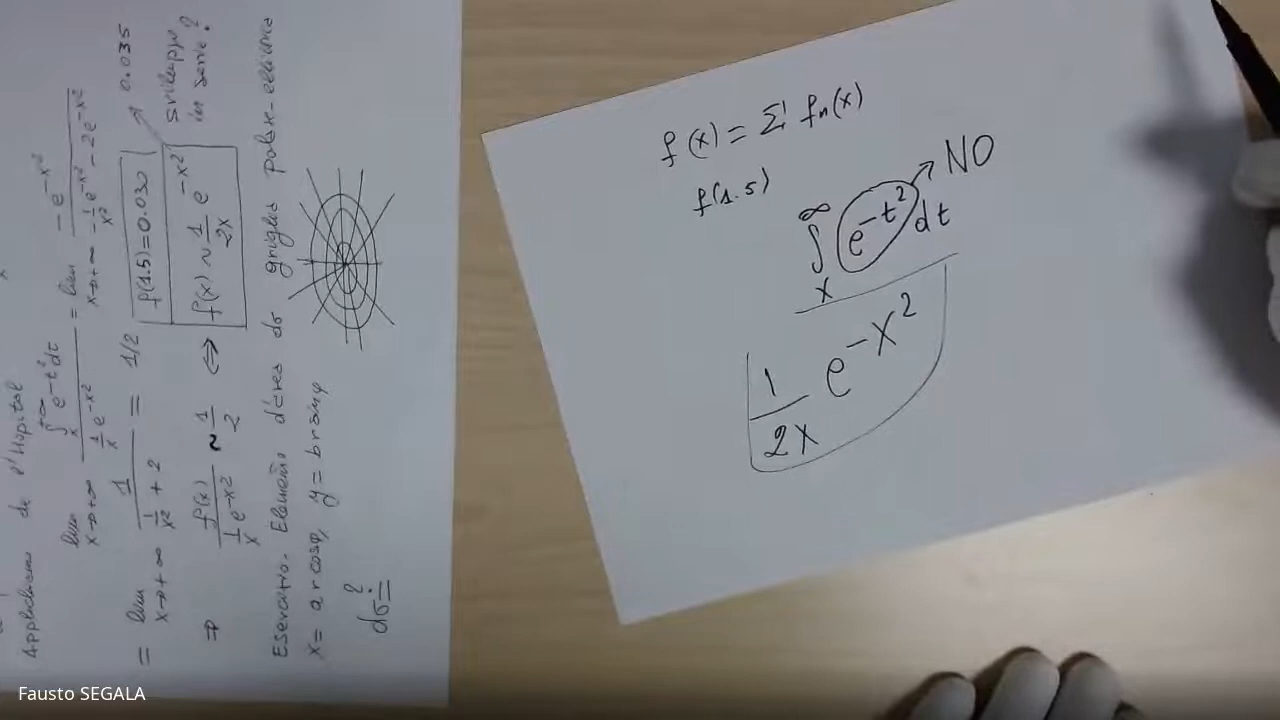 Applichiamo de l'Hôpital
lim x→+∞ ∫ₓ^+∞ e^-t² dt / (1/x e^-x²) = lim x→+∞ -e^-x² / (-1/x² e^-x² - 2e^-x²)
= lim x→+∞ 1 / (1/x² + 2) = 1/2 f(1.5)=0.030 ↗ 0.035
⇒ f(x) / (1/x e^-x²) ~ 1/2 ⇔ f(x) ~ 1/2x e^-x² sviluppo
in serie?
Esercizio. Elemento d'area di griglia polar-ellittica
x = a r cosφ, y = b r sinφ
dσ = ?
f(x) = Σ fn(x)
f(1.5)
∫ₓ^∞ e^-t² dt → NO
1/2x e^-x²
Fausto SEGALA